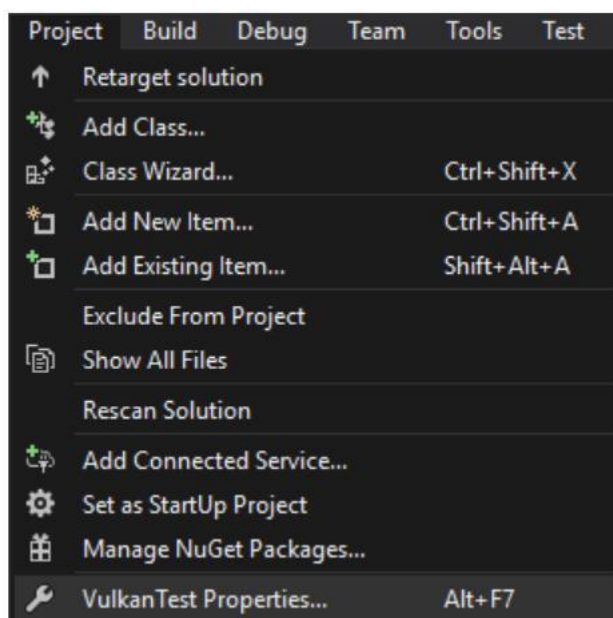 Project Build Debug Team Tools Test
Retarget solution
Add Class...
Class Wizard... Ctrl+Shift+X
Add New Item... Ctrl+Shift+A
Add Existing Item... Shift+Alt+A
Exclude From Project
Show All Files
Rescan Solution
Add Connected Service...
Set as StartUp Project
Manage NuGet Packages...
VulkanTest Properties... Alt+F7